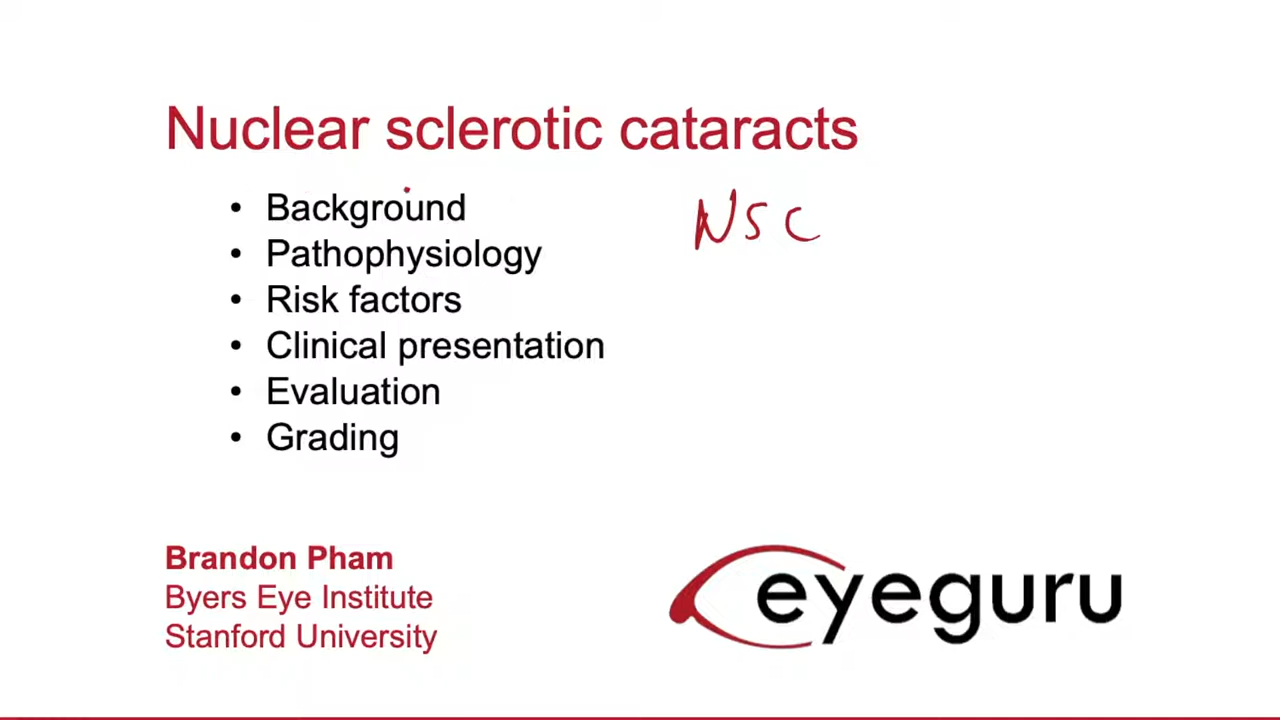 Nuclear sclerotic cataracts
• Background
NSC
• Pathophysiology
• Risk factors
• Clinical presentation
• Evaluation
• Grading
Brandon Pham
Byers Eye Institute
Stanford University
eyeguru